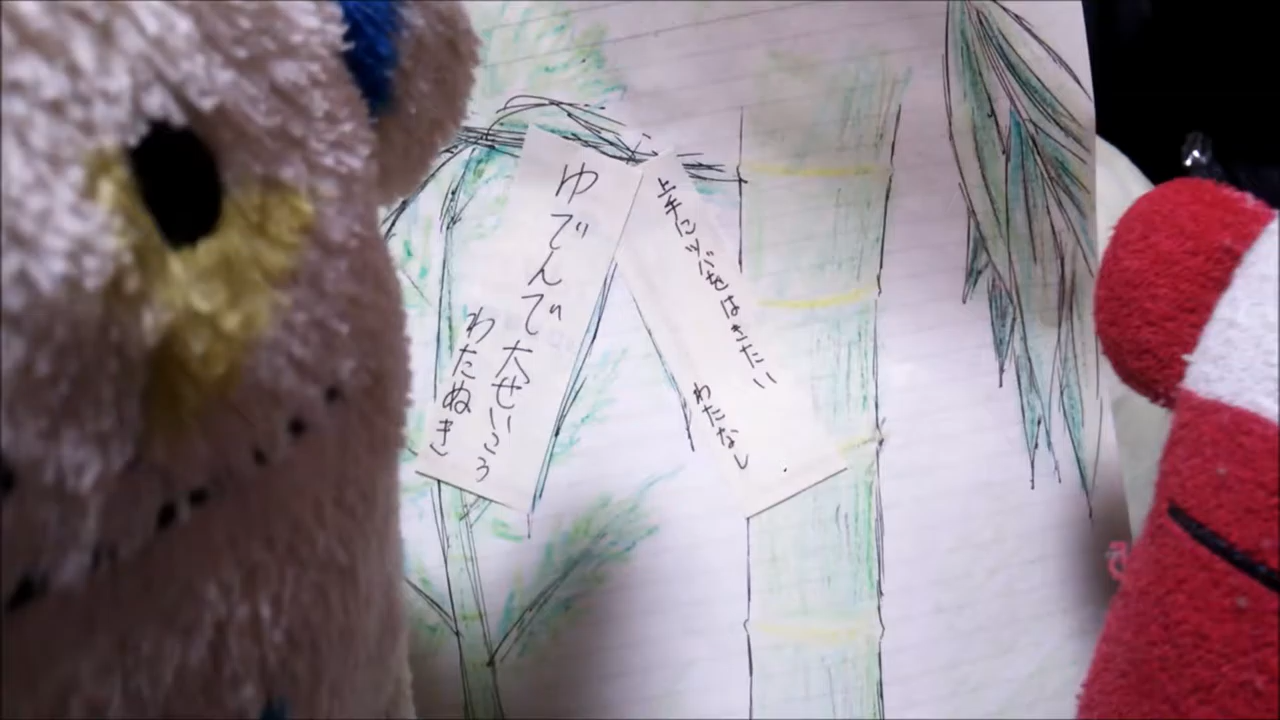 上手にツバをはきたい
わたなし
ゆでんで大せいこう
わたぬき